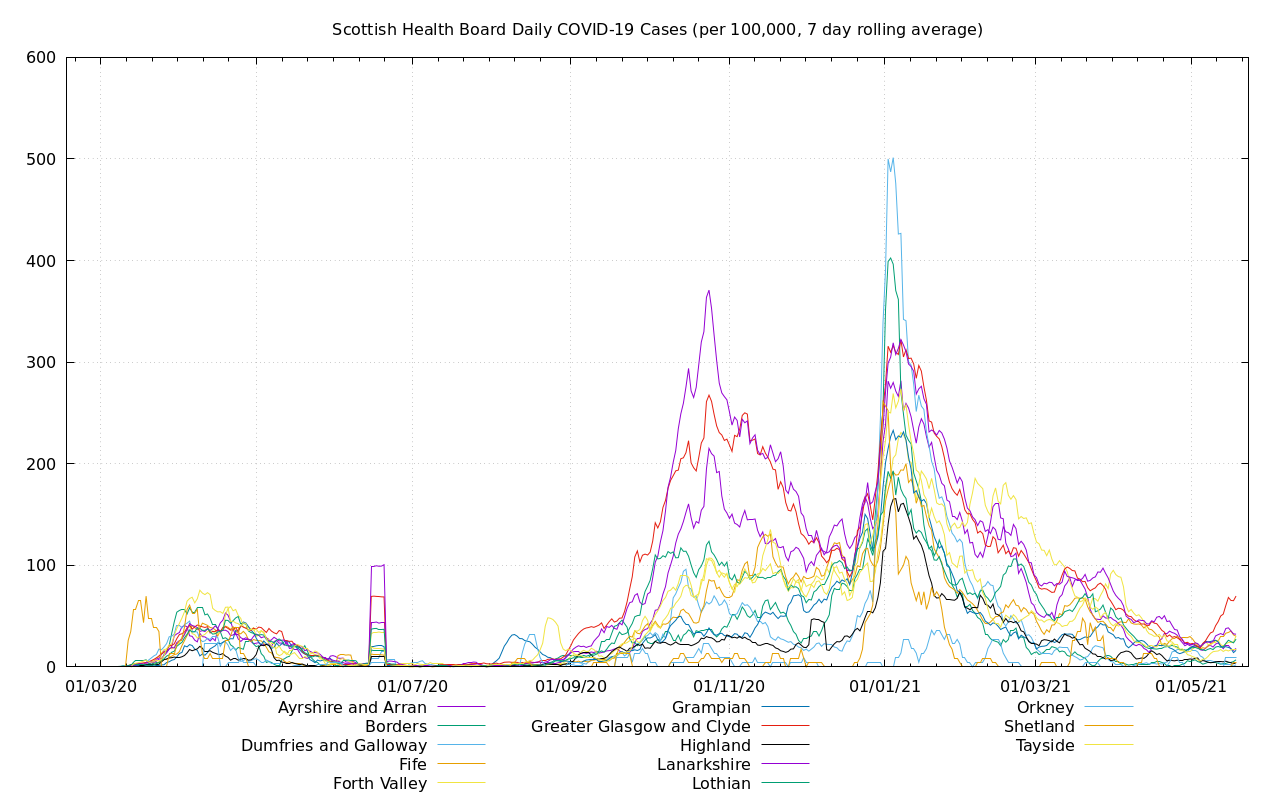 Scottish Health Board Daily COVID-19 Cases (per 100,000, 7 day rolling average)
600
500
400
300
200
100
0
01/03/20 01/05/20 01/07/20 01/09/20 01/11/20 01/01/21 01/03/21 01/05/21
Ayrshire and Arran Grampian Orkney
Borders Greater Glasgow and Clyde Shetland
Dumfries and Galloway Highland Tayside
Fife Lanarkshire
Forth Valley Lothian